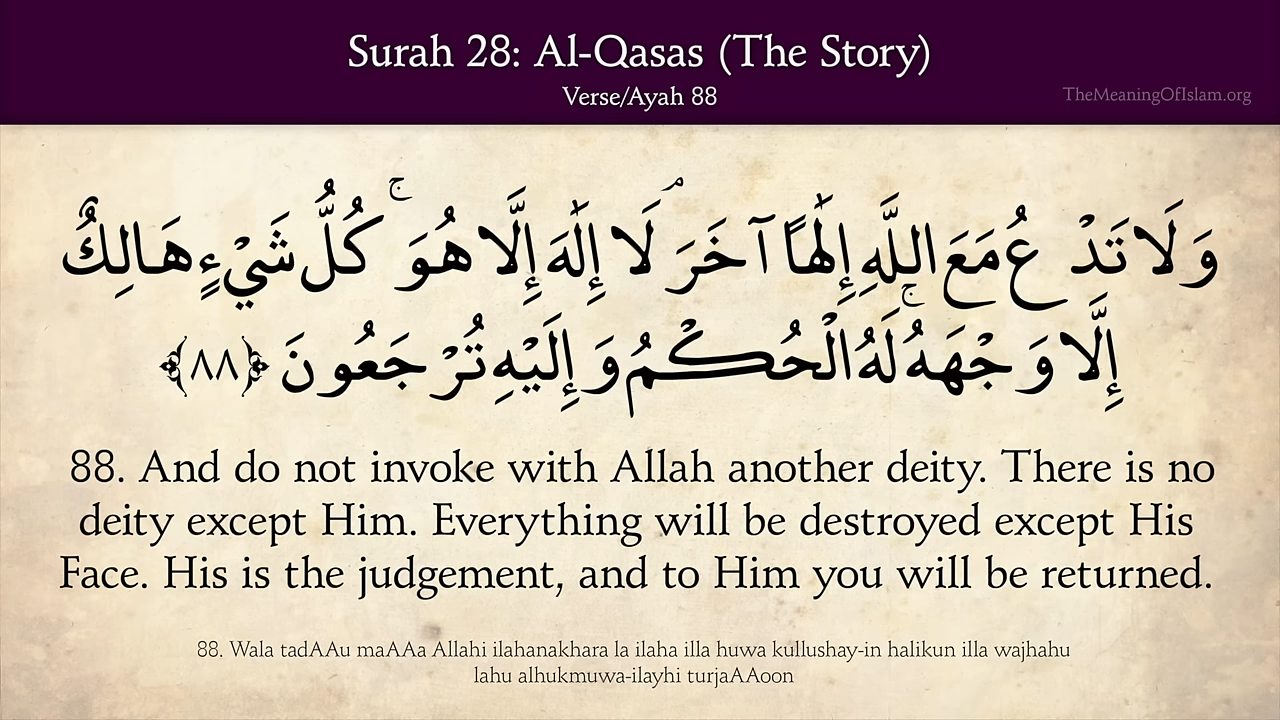 Surah 28: Al-Qasas (The Story)
Verse/Ayah 88
TheMeaningOfIslam.org
وَلَا تَدْعُ مَعَ اللَّهِ إِلَٰهًا آخَرَ ۘ لَا إِلَٰهَ إِلَّا هُوَ ۚ كُلُّ شَيْءٍ هَالِكٌ
إِلَّا وَجْهَهُ ۚ لَهُ الْحُكْمُ وَإِلَيْهِ تُرْجَعُونَ ﴿٨٨﴾
88. And do not invoke with Allah another deity. There is no
deity except Him. Everything will be destroyed except His
Face. His is the judgement, and to Him you will be returned.
88. Wala tadAAu maAAa Allahi ilahanakhara la ilaha illa huwa kullushay-in halikun illa wajhahu
lahu alhukmuwa-ilayhi turjaAAoon